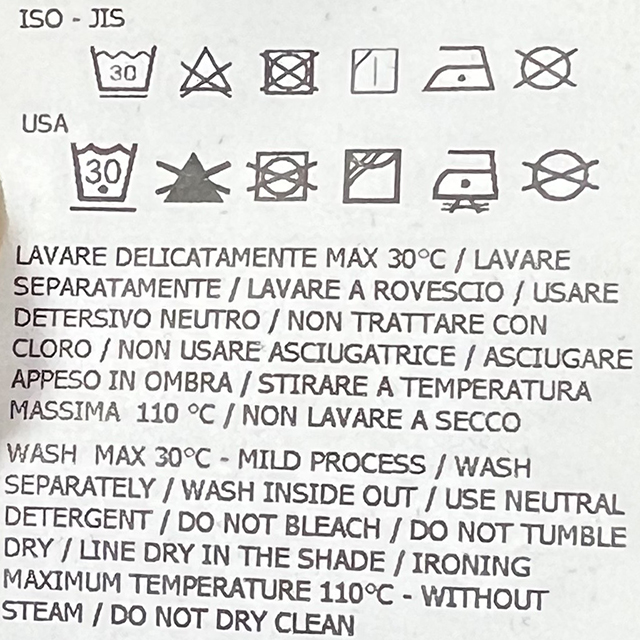 ISO - JIS
30
USA
30
LAVARE DELICATAMENTE MAX 30°C / LAVARE
SEPARATAMENTE / LAVARE A ROVESCIO / USARE
DETERSIVO NEUTRO / NON TRATTARE CON
CLORO / NON USARE ASCIUGATRICE / ASCIUGARE
APPESO IN OMBRA / STIRARE A TEMPERATURA
MASSIMA 110 °C / NON LAVARE A SECCO
WASH MAX 30°C - MILD PROCESS / WASH
SEPARATELY / WASH INSIDE OUT / USE NEUTRAL
DETERGENT / DO NOT BLEACH / DO NOT TUMBLE
DRY / LINE DRY IN THE SHADE / IRONING
MAXIMUM TEMPERATURE 110°C - WITHOUT
STEAM / DO NOT DRY CLEAN